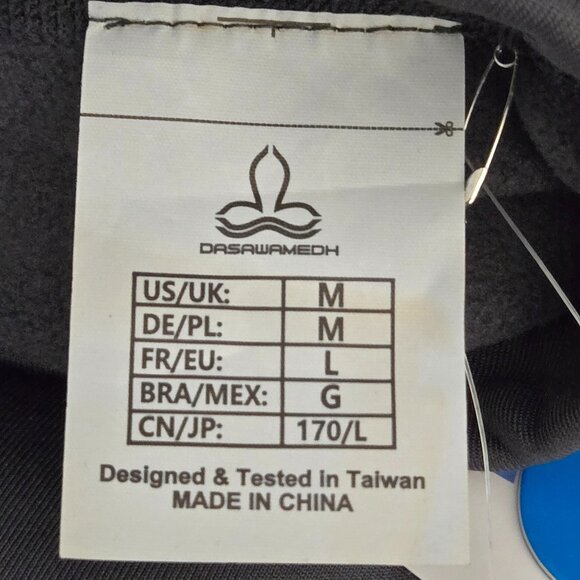 DASAWAMEDH
US/UK: M
DE/PL: M
FR/EU: L
BRA/MEX: G
CN/JP: 170/L
Designed & Tested in Taiwan
MADE IN CHINA